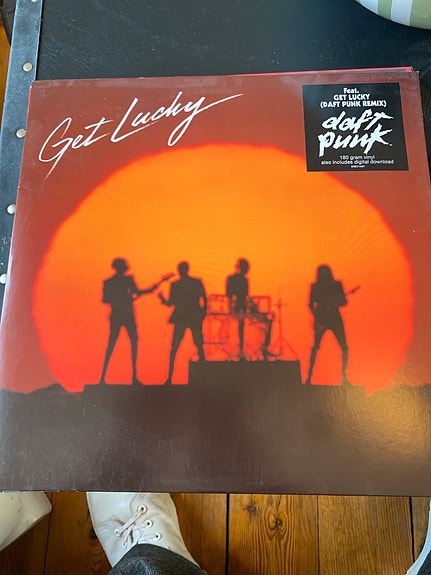 Get Lucky
Feat.
GET LUCKY
(DAFT PUNK REMIX)
daft
punk
180 gram vinyl
also includes digital download